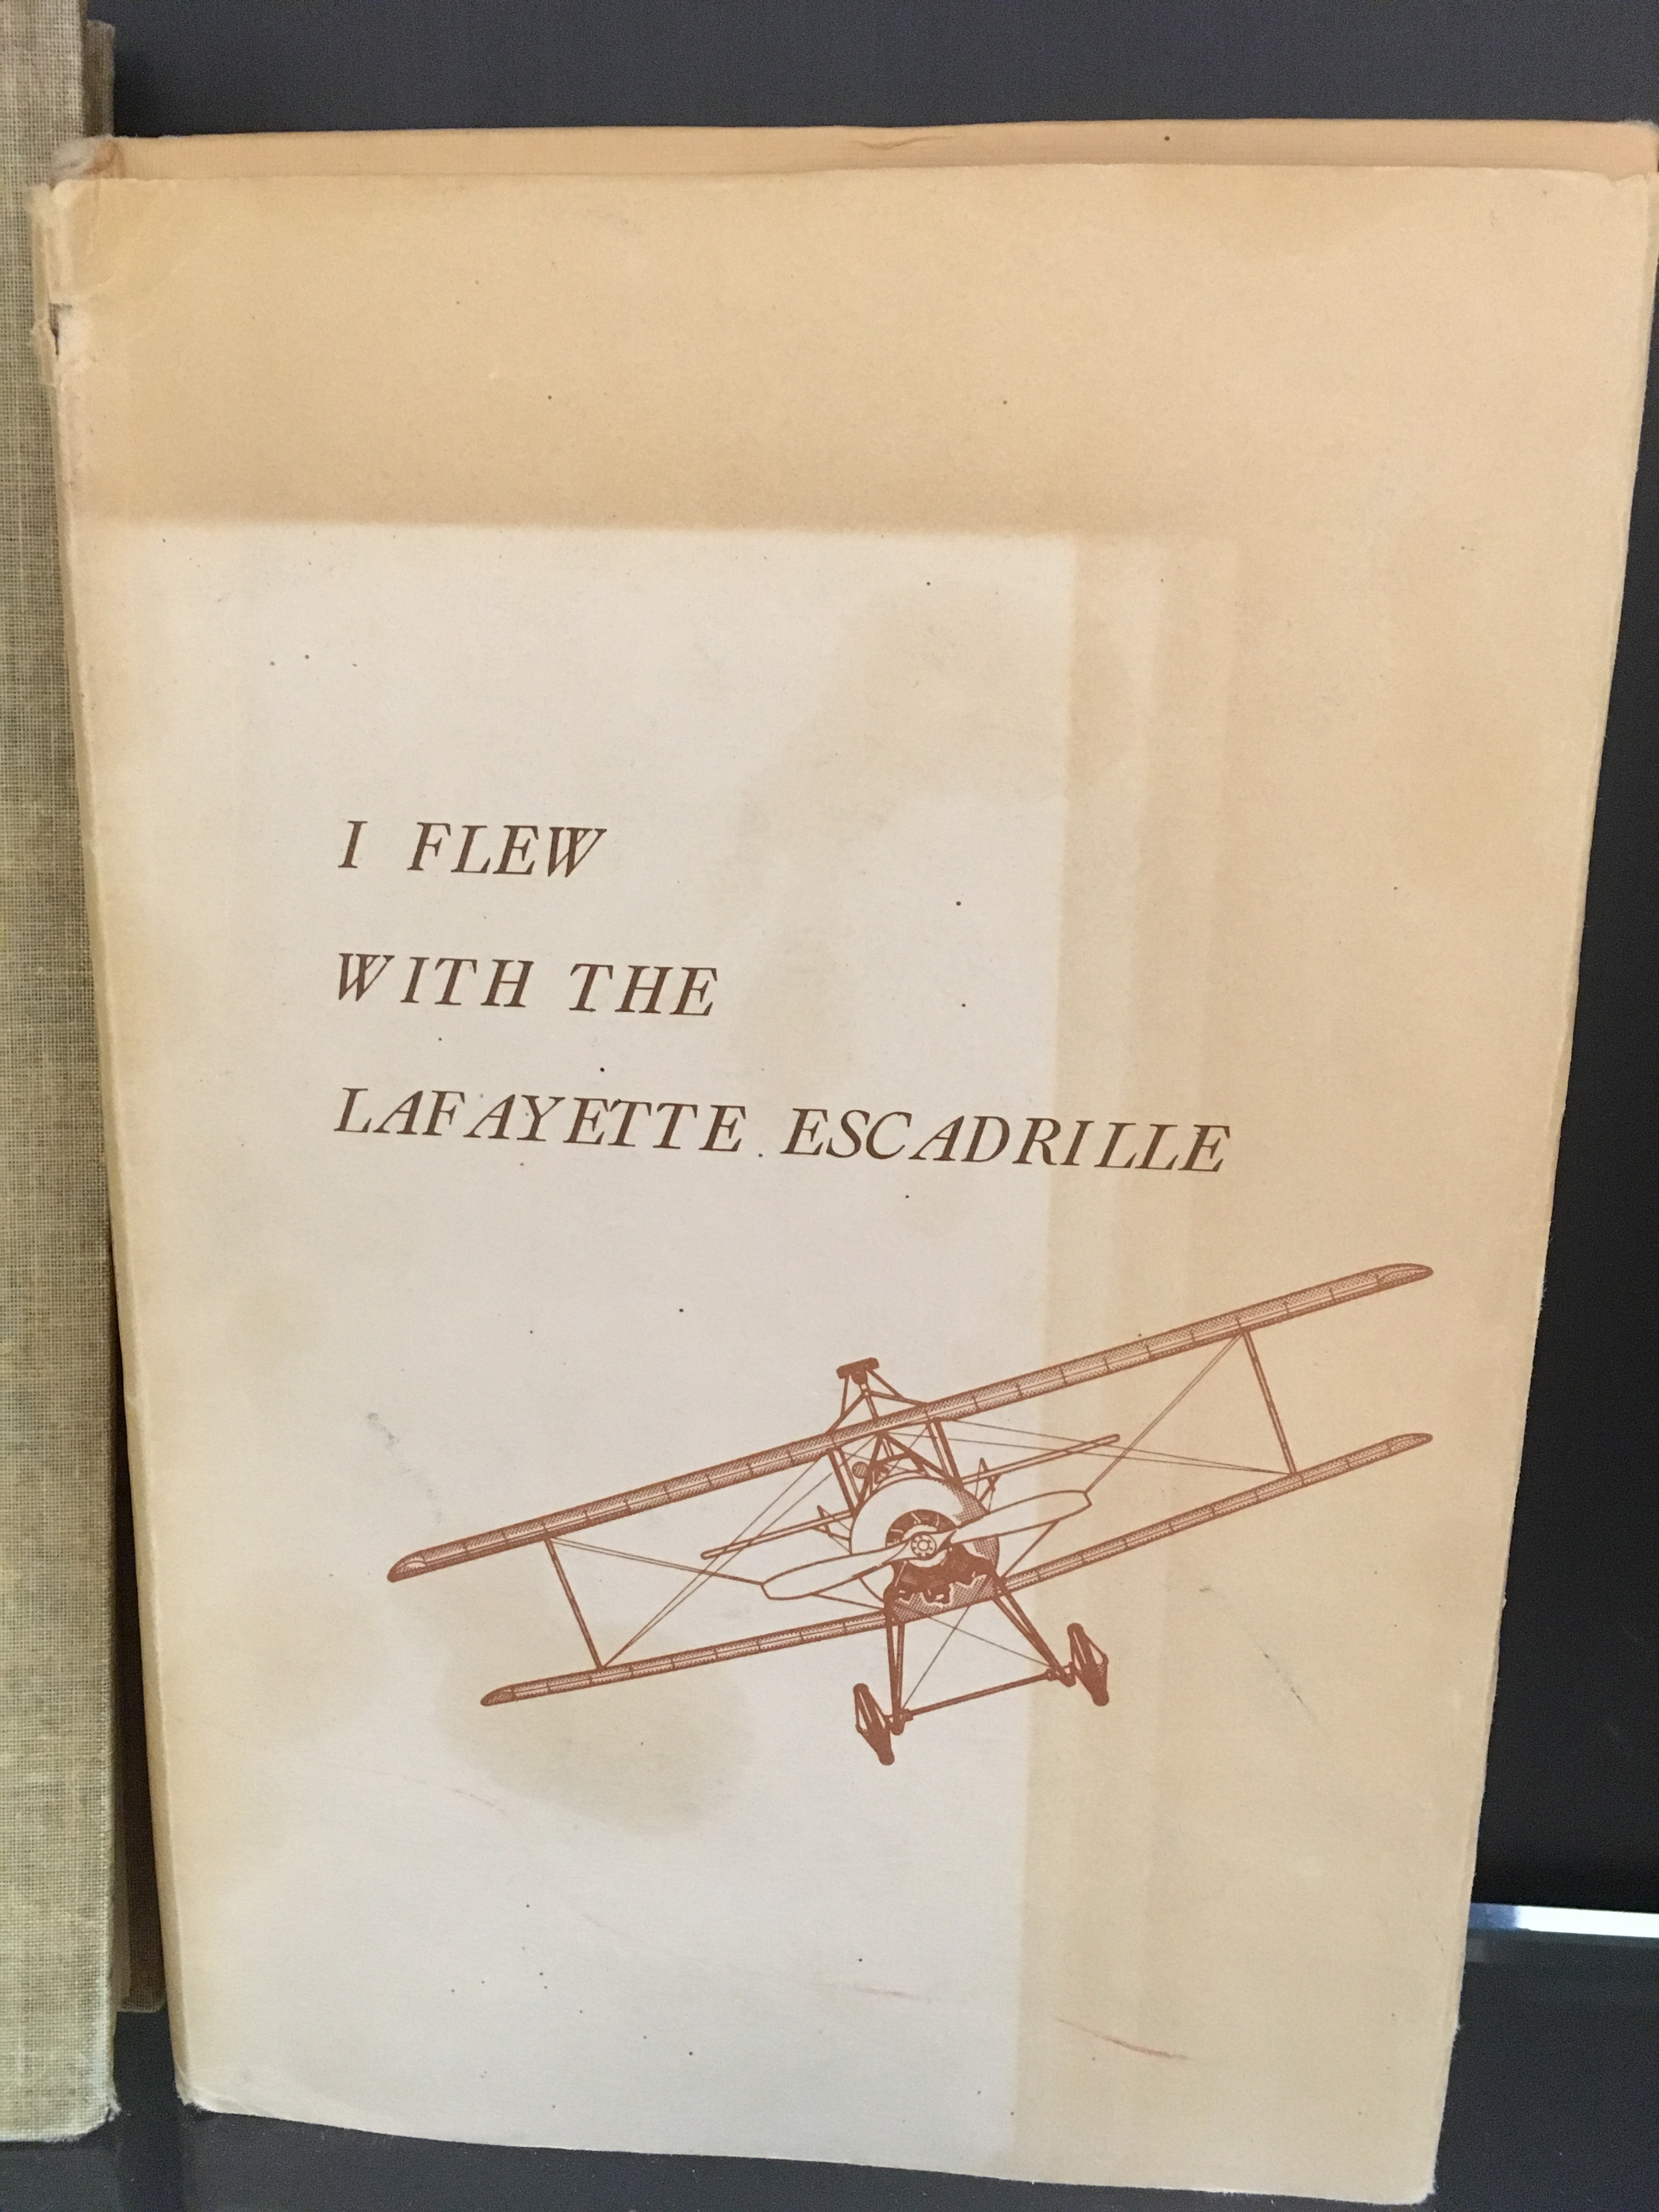 I FLEW
WITH THE
LAFAYETTE ESCADRILLE